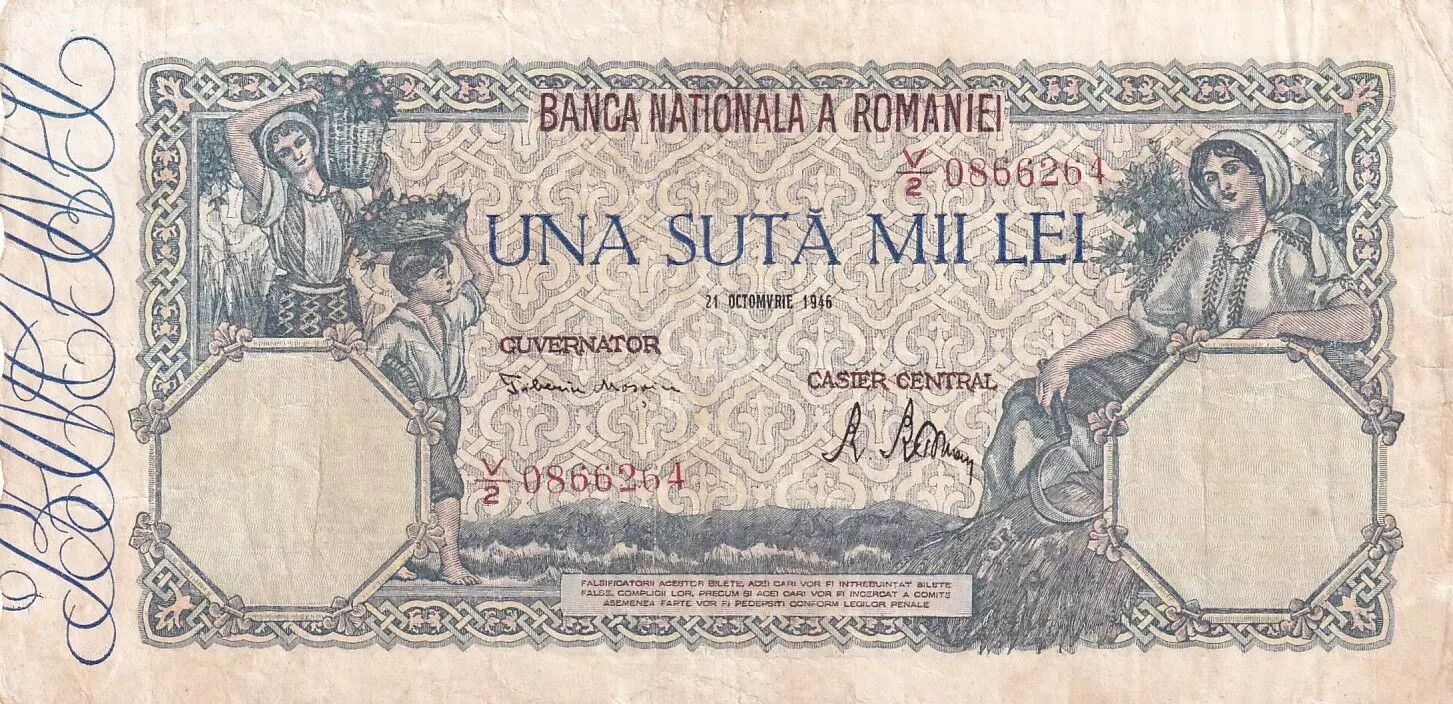 BANCA NATIONALA A ROMANIEI
V/2 0866264
UNA SUTĂ MII LEI
21 OCTOMVRIE 1946
GUVERNATOR
CASIER CENTRAL
V/2 0866264
FALSIFICATORII ACESTOR BILETE, ACEI CARI VOR FI INTREBUINTAT BILETE
FALSE, COMPLICII LOR, PRECUM SI ACEI CARI VOR FI INCERCAT A COMITE
ASEMENEA FAPTE VOR FI PEDEPSITI CONFORM LEGILOR PENALE